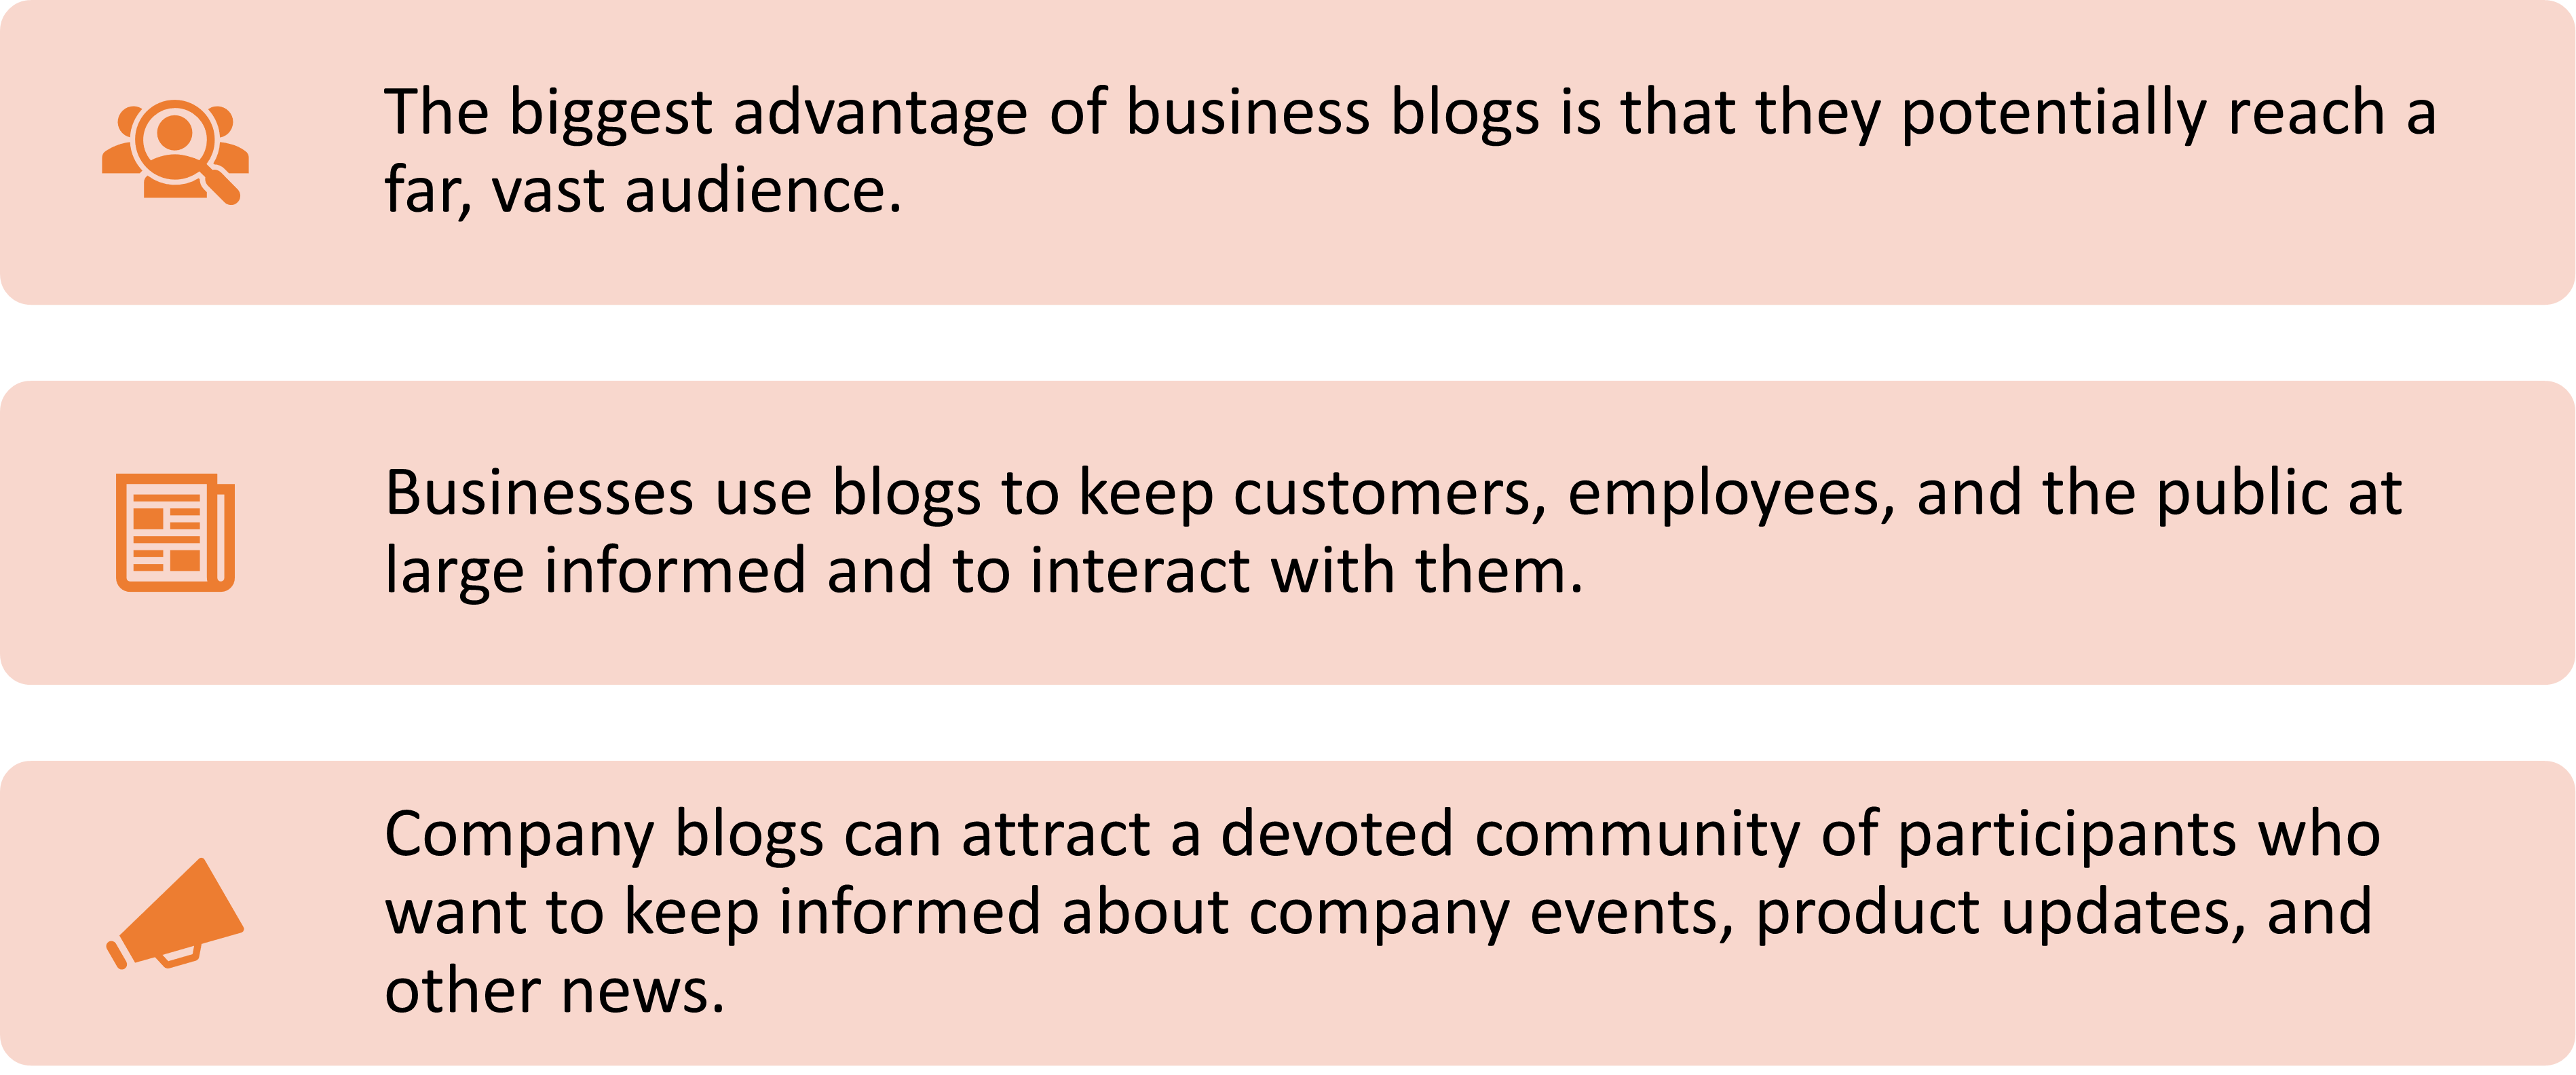 The biggest advantage of business blogs is that they potentially reach a
far, vast audience.
Businesses use blogs to keep customers, employees, and the public at
large informed and to interact with them.
Company blogs can attract a devoted community of participants who
want to keep informed about company events, product updates, and
other news.